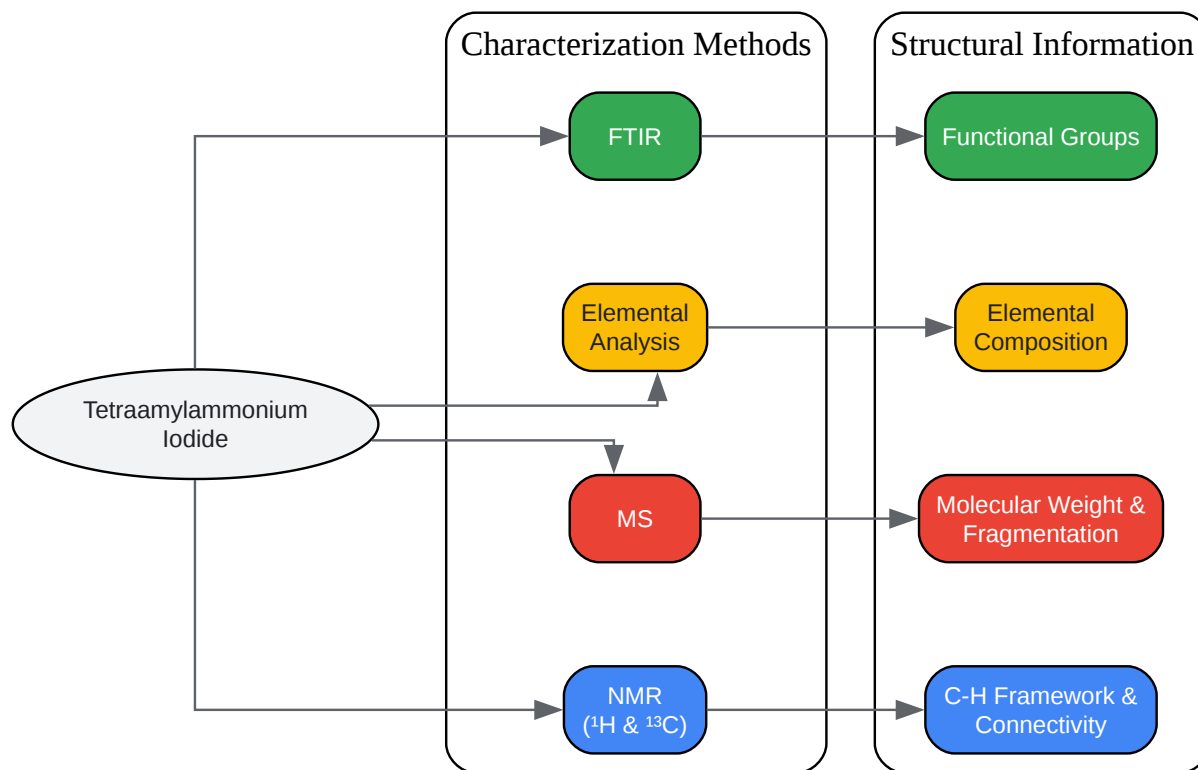 Characterization Methods
Structural Information
FTIR
Functional Groups
Elemental
Analysis
Elemental
Composition
Tetraamylammonium
Iodide
MS
Molecular Weight &
Fragmentation
NMR
(¹H & ¹³C)
C-H Framework &
Connectivity